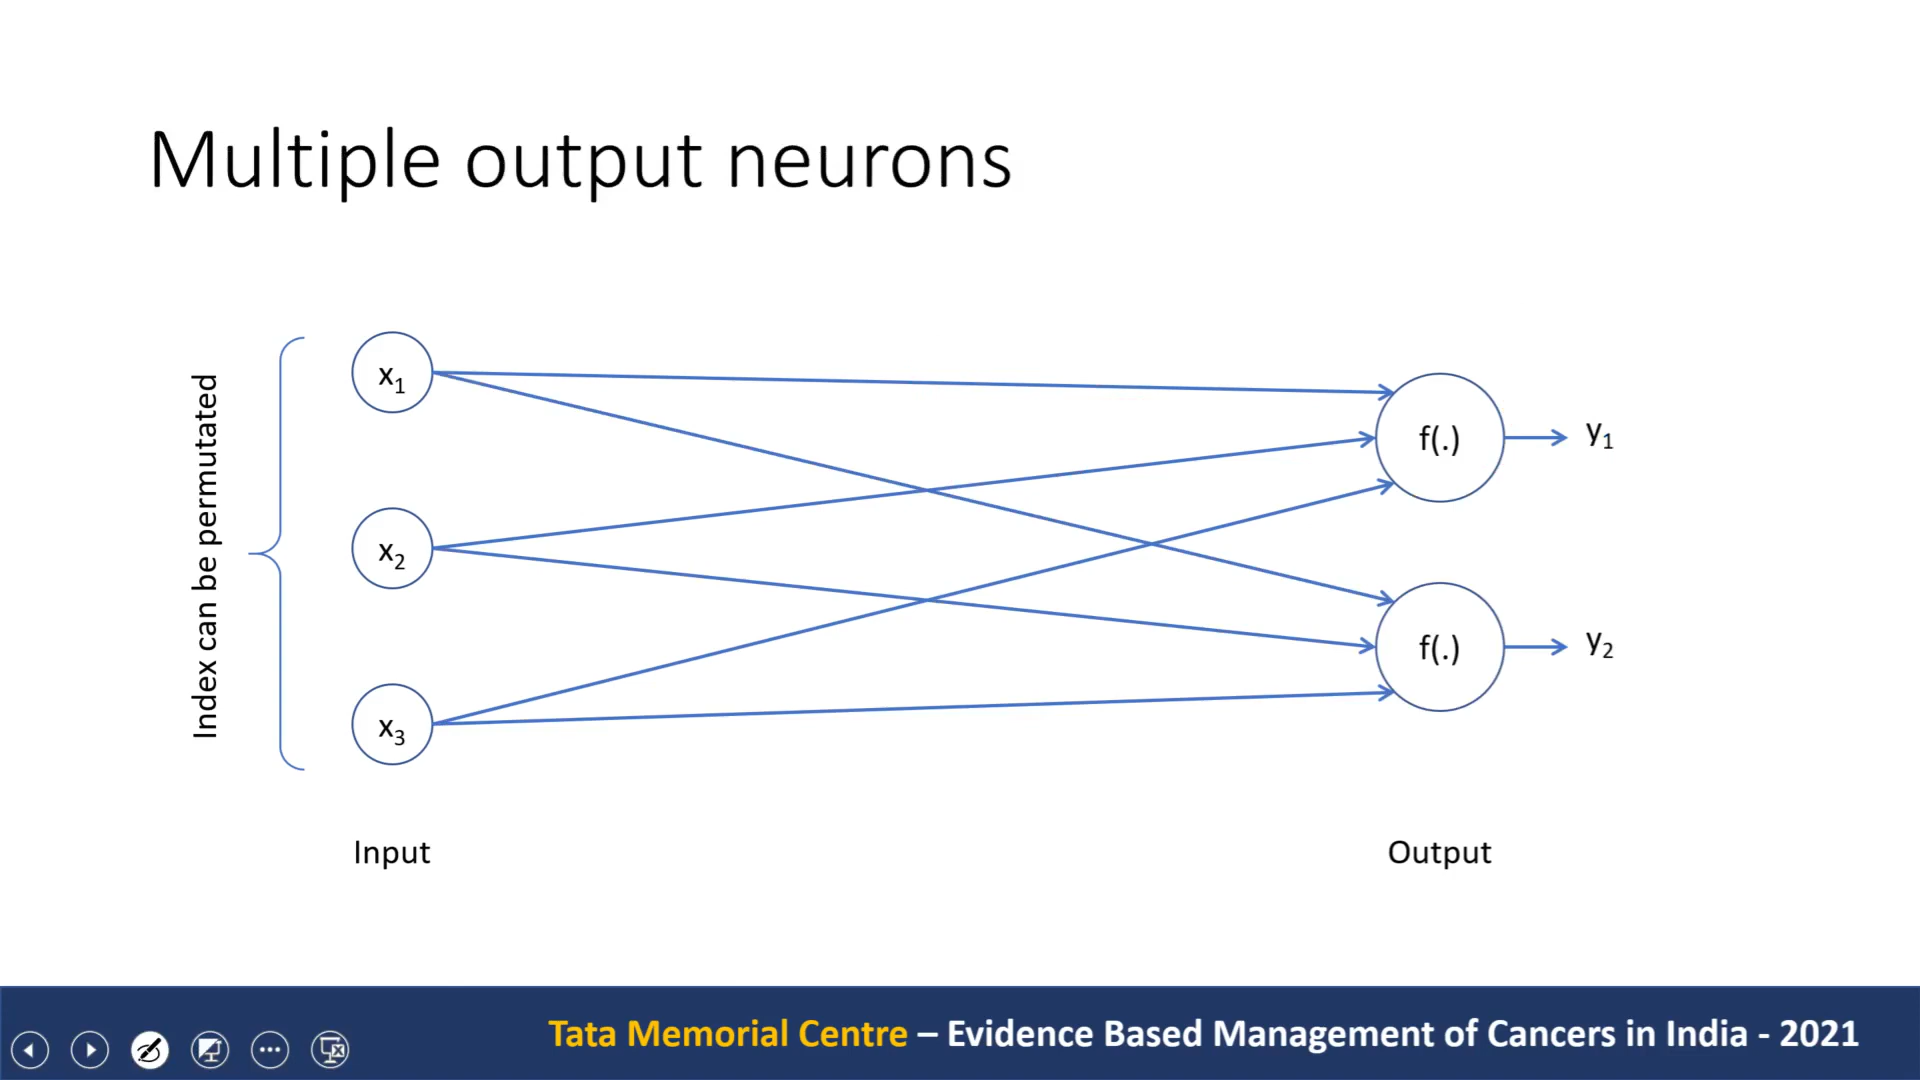 Multiple output neurons
Index can be permutated
x₁
x₂
x₃
f(.)
y₁
f(.)
y₂
Input
Output
Tata Memorial Centre – Evidence Based Management of Cancers in India - 2021